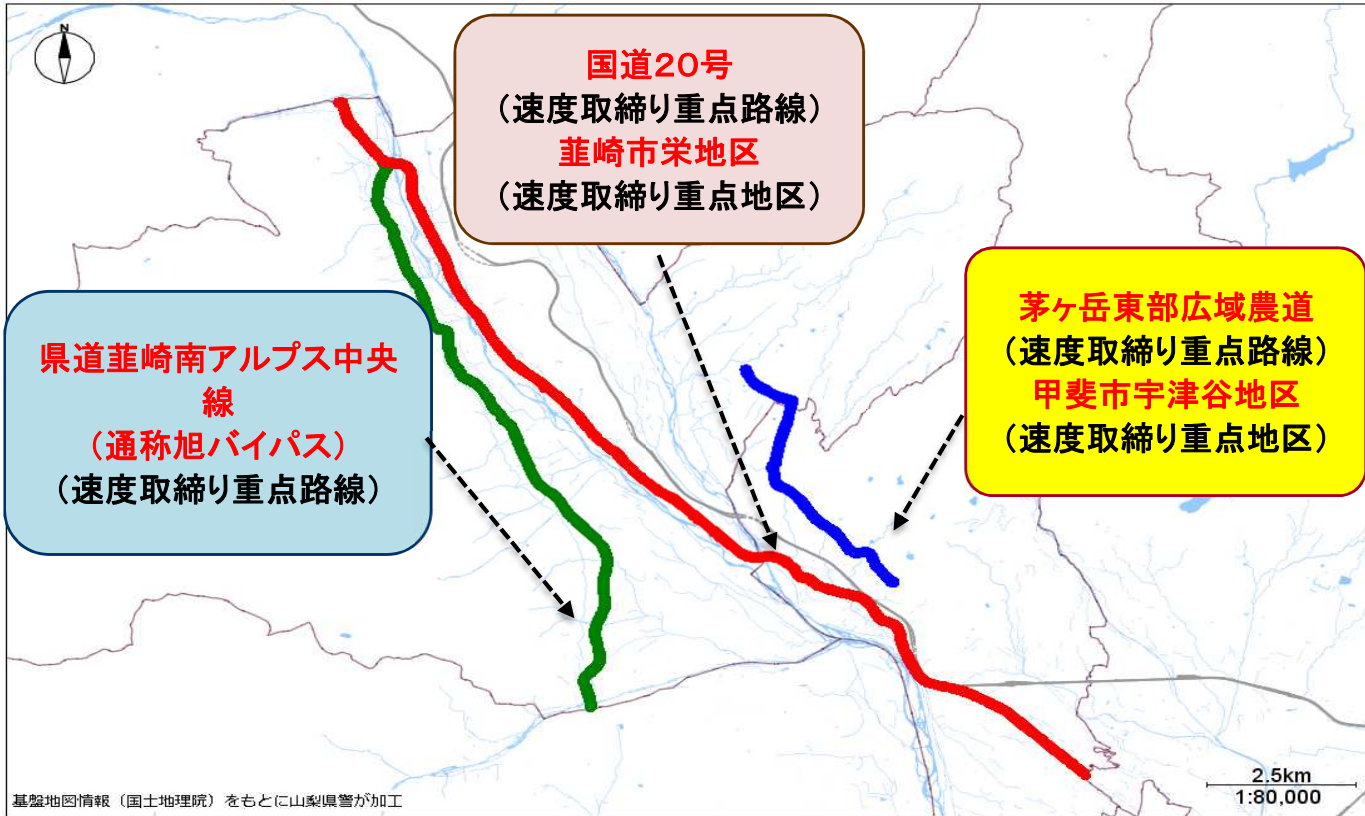 N
国道20号
(速度取締り重点路線)
韮崎市栄地区
(速度取締り重点地区)
茅ヶ岳東部広域農道
(速度取締り重点路線)
甲斐市宇津谷地区
(速度取締り重点地区)
県道韮崎南アルプス中央
線
(通称旭バイパス)
(速度取締り重点路線)
基盤地図情報（国土地理院）をもとに山梨県警が加工
2.5km
1:80,000